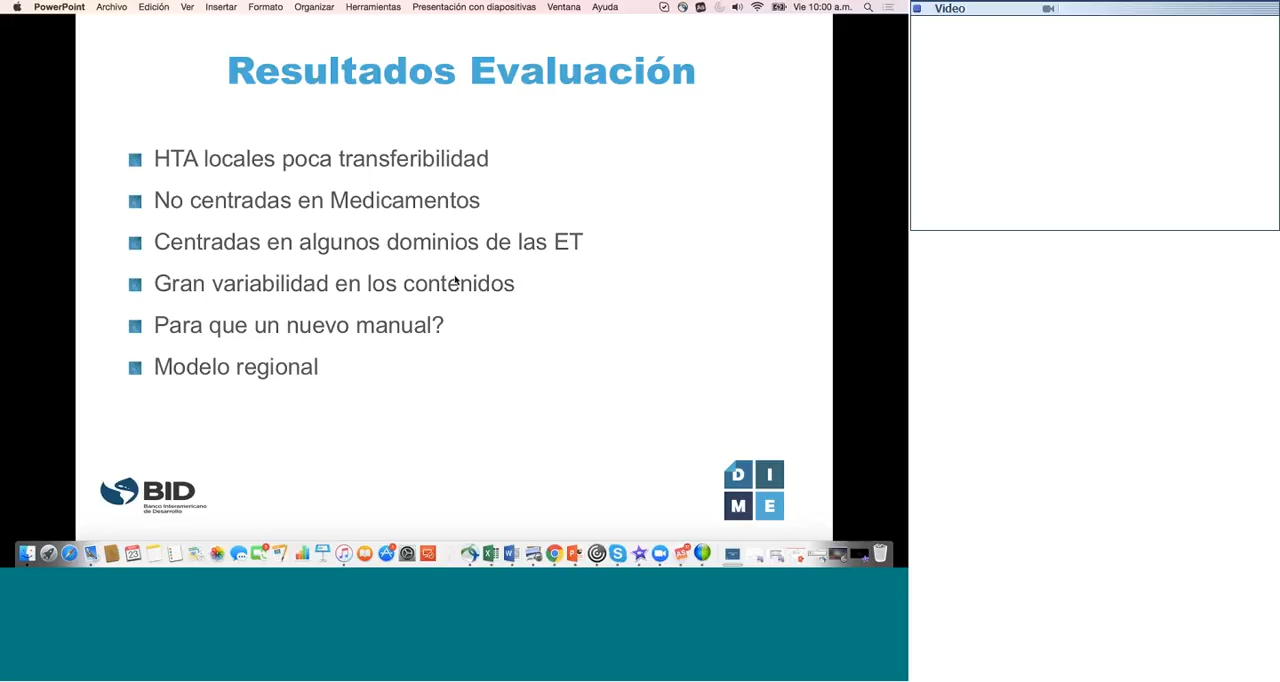 PowerPoint Archivo Edición Ver Insertar Formato Organizar Herramientas Presentación con diapositivas Ventana Ayuda Vie 10:00 a.m.
Video
Resultados Evaluación
HTA locales poca transferibilidad
No centradas en Medicamentos
Centradas en algunos dominios de las ET
Gran variabilidad en los contenidos
Para que un nuevo manual?
Modelo regional
BID
Banco Interamericano
de Desarrollo
D I
M E
23